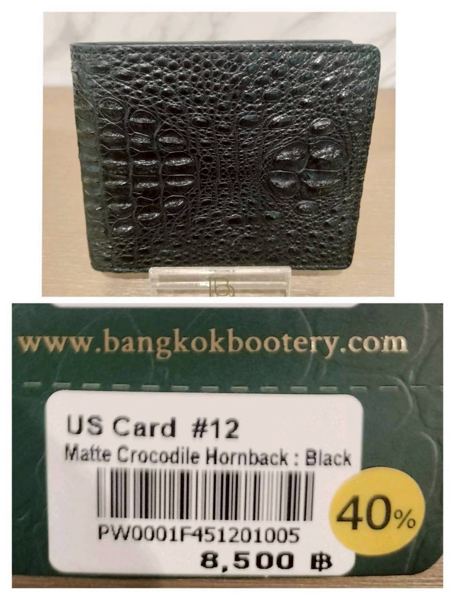 www.bangkokbootery.com
US Card #12
Matte Crocodile Hornback : Black
PW0001F451201005
40%
8,500 ฿